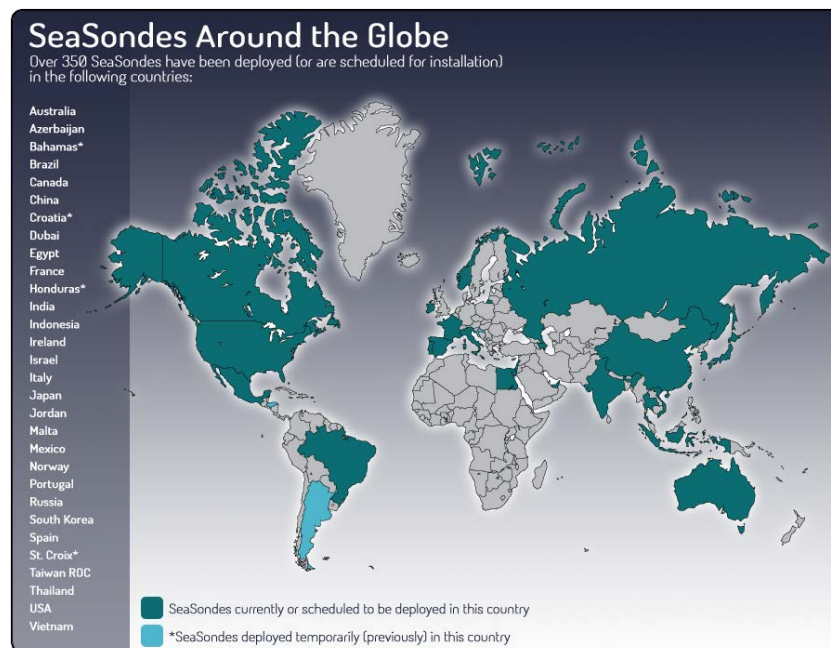 SeaSondes Around the Globe
Over 350 SeaSondes have been deployed (or are scheduled for installation)
in the following countries:
Australia
Azerbaijan
Bahamas*
Brazil
Canada
China
Croatia*
Dubai
Egypt
France
Honduras*
India
Indonesia
Ireland
Israel
Italy
Japan
Jordan
Malta
Mexico
Norway
Portugal
Russia
South Korea
Spain
St. Croix*
Taiwan ROC
Thailand
USA
Vietnam
SeaSondes currently or scheduled to be deployed in this country
*SeaSondes deployed temporarily (previously) in this country